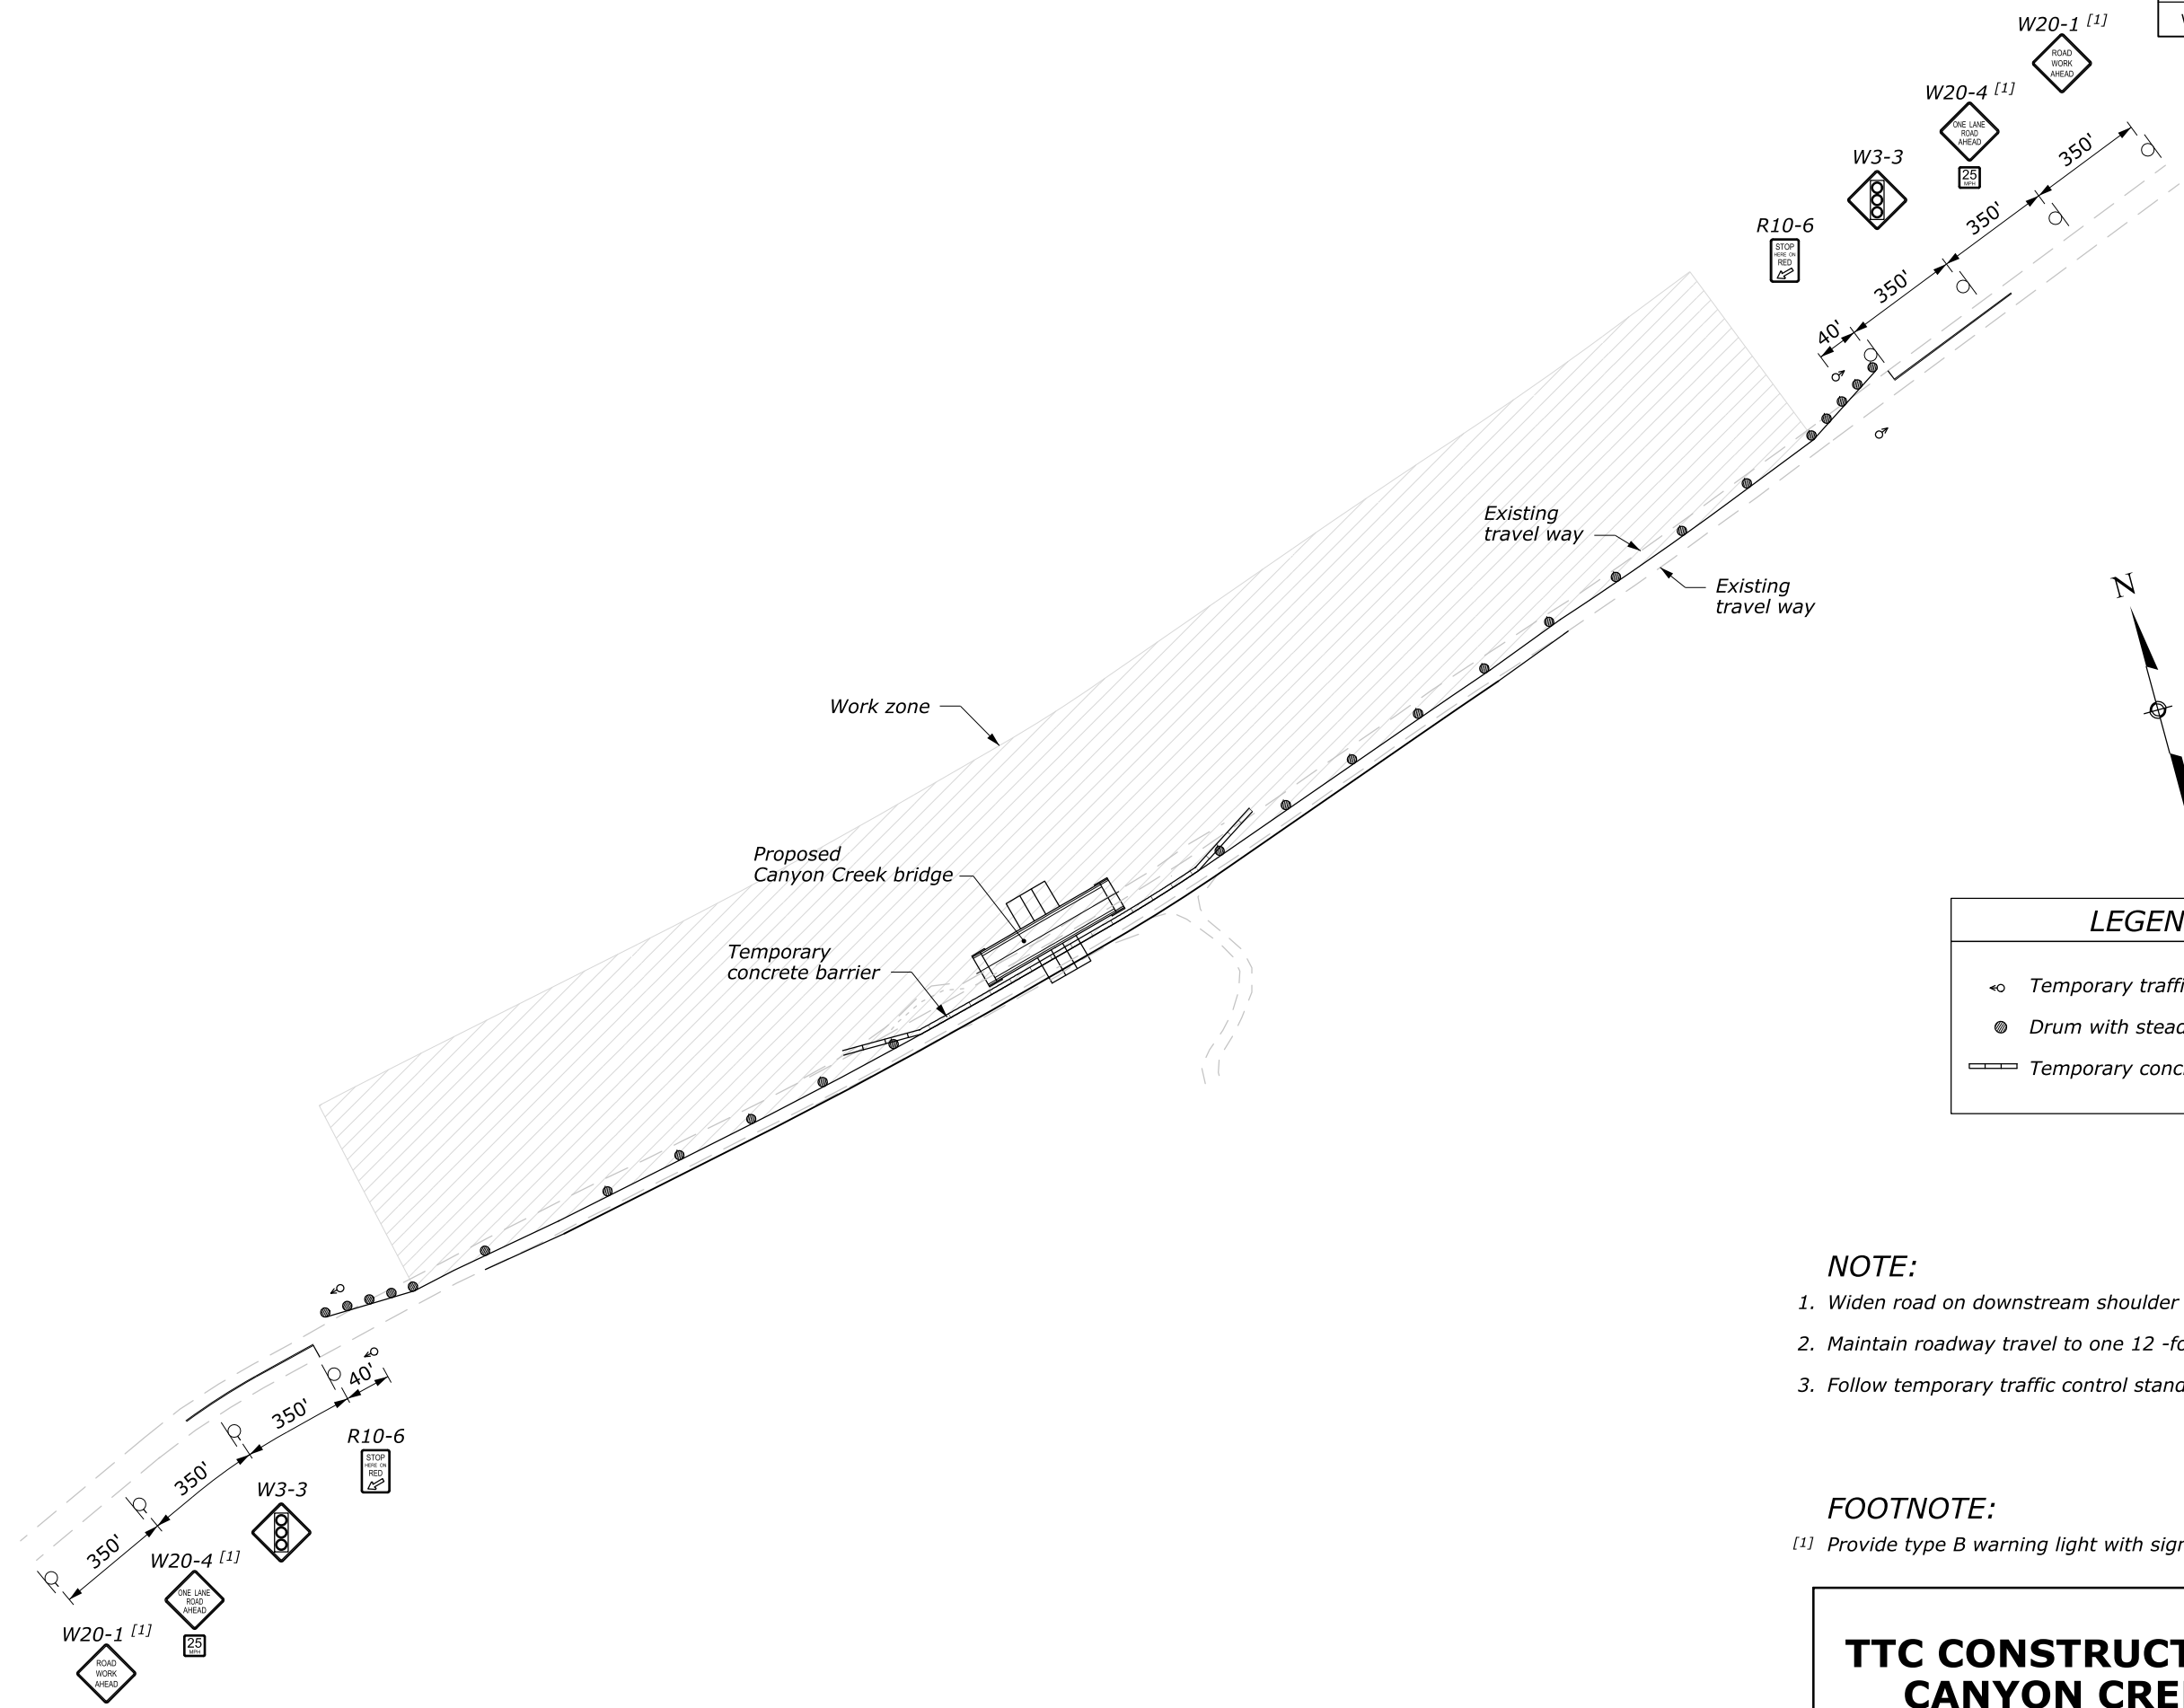 W20-1 [1]
ROAD
WORK
AHEAD
W20-4 [1]
ONE LANE
ROAD
AHEAD
25
MPH
W3-3
R10-6
STOP
HERE ON
RED
350'
350'
350'
40'
Existing
travel way
Existing
travel way
N
Work zone
Proposed
Canyon Creek bridge
Temporary
concrete barrier
LEGEN
Temporary traffi
Drum with stead
Temporary conc
NOTE:
1. Widen road on downstream shoulder
2. Maintain roadway travel to one 12 -fo
3. Follow temporary traffic control stand
40'
350'
350'
350'
R10-6
STOP
HERE ON
RED
W3-3
W20-4 [1]
ONE LANE
ROAD
AHEAD
25
MPH
W20-1 [1]
ROAD
WORK
AHEAD
FOOTNOTE:
[1] Provide type B warning light with sign
TTC CONSTRUCT
CANYON CRE